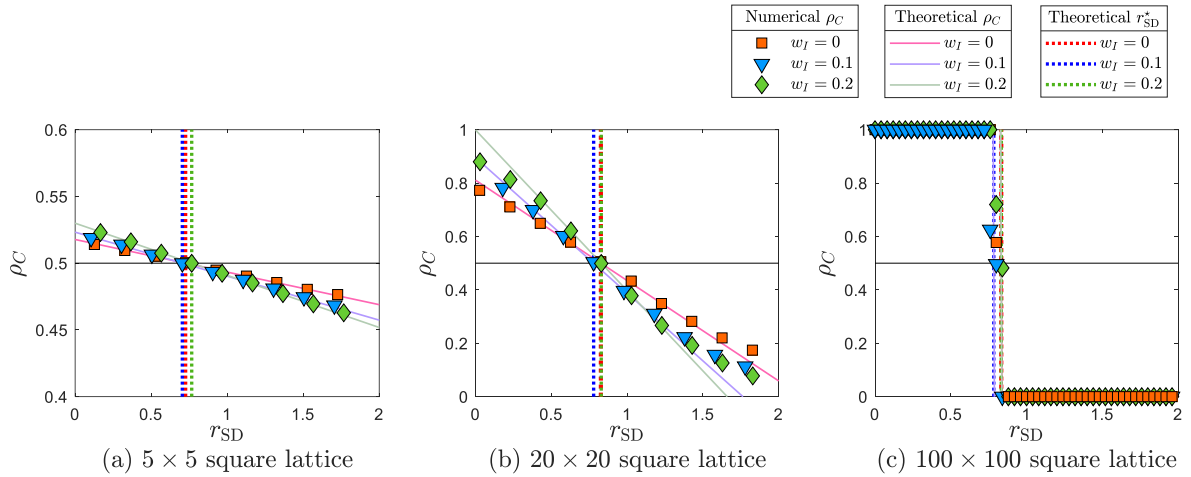 Numerical ρ_C
w_I = 0
w_I = 0.1
w_I = 0.2
Theoretical ρ_C
w_I = 0
w_I = 0.1
w_I = 0.2
Theoretical r⋆_SD
w_I = 0
w_I = 0.1
w_I = 0.2
0.6
0.55
0.5
0.45
0.4
ρ_C
0 0.5 1 1.5 2
r_SD
(a) 5 × 5 square lattice
1
0.8
0.6
0.4
0.2
0
ρ_C
0 0.5 1 1.5 2
r_SD
(b) 20 × 20 square lattice
1
0.8
0.6
0.4
0.2
0
ρ_C
0 0.5 1 1.5 2
r_SD
(c) 100 × 100 square lattice